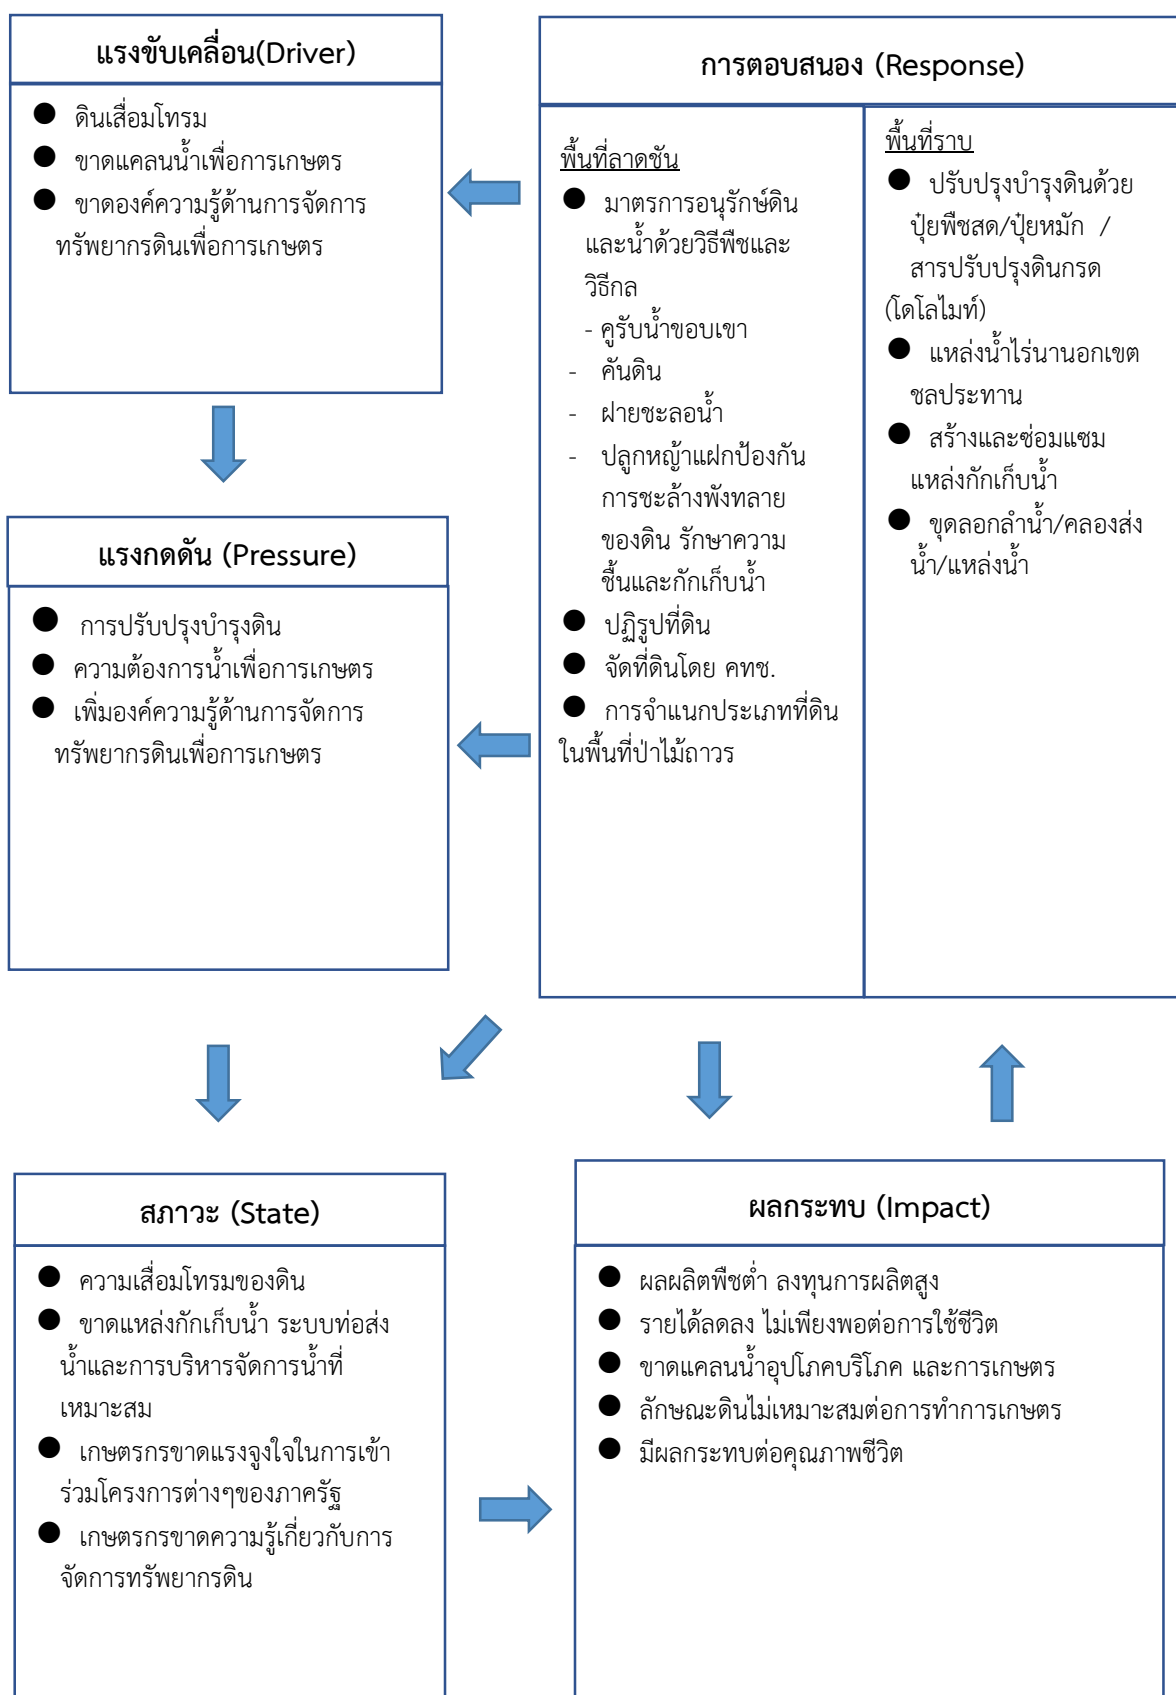 แรงขับเคลื่อน(Driver)
● ดินเสื่อมโทรม
● ขาดแคลนน้ำเพื่อการเกษตร
● ขาดองค์ความรู้ด้านการจัดการ
ทรัพยากรดินเพื่อการเกษตร
การตอบสนอง (Response)
พื้นที่ลาดชัน
● มาตรการอนุรักษ์ดิน
และน้ำด้วยวิธีพืชและ
วิธีกล
- คูรับน้ำขอบเขา
- คันดิน
- ฝายชะลอน้ำ
- ปลูกหญ้าแฝกป้องกัน
การชะล้างพังทลาย
ของดิน รักษาความ
ชื้นและกักเก็บน้ำ
● ปฏิรูปที่ดิน
● จัดที่ดินโดย คทช.
● การจำแนกประเภทที่ดิน
ในพื้นที่ป่าไม้ถาวร
พื้นที่ราบ
● ปรับปรุงบำรุงดินด้วย
ปุ๋ยพืชสด/ปุ๋ยหมัก /
สารปรับปรุงดินกรด
(โดโลไมท์)
● แหล่งน้ำไร่นานอกเขต
ชลประทาน
● สร้างและซ่อมแซม
แหล่งกักเก็บน้ำ
● ขุดลอกลำน้ำ/คลองส่ง
น้ำ/แหล่งน้ำ
แรงกดดัน (Pressure)
● การปรับปรุงบำรุงดิน
● ความต้องการน้ำเพื่อการเกษตร
● เพิ่มองค์ความรู้ด้านการจัดการ
ทรัพยากรดินเพื่อการเกษตร
สภาวะ (State)
● ความเสื่อมโทรมของดิน
● ขาดแหล่งกักเก็บน้ำ ระบบท่อส่ง
น้ำและการบริหารจัดการน้ำที่
เหมาะสม
● เกษตรกรขาดแรงจูงใจในการเข้า
ร่วมโครงการต่างๆของภาครัฐ
● เกษตรกรขาดความรู้เกี่ยวกับการ
จัดการทรัพยากรดิน
ผลกระทบ (Impact)
● ผลผลิตพืชต่ำ ลงทุนการผลิตสูง
● รายได้ลดลง ไม่เพียงพอต่อการใช้ชีวิต
● ขาดแคลนน้ำอุปโภคบริโภค และการเกษตร
● ลักษณะดินไม่เหมาะสมต่อการทำการเกษตร
● มีผลกระทบต่อคุณภาพชีวิต